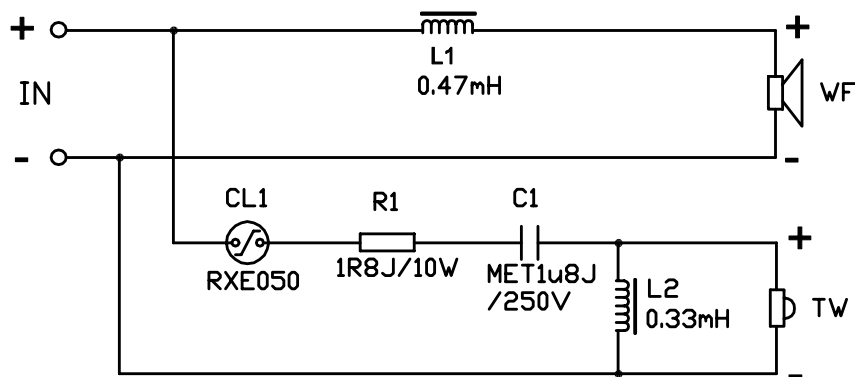 +
+
L1
IN
0.47mH
WF
-
-
CL1
R1
C1
+
RXE050
1R8J/10W
MET1u8J
/250V
L2
0.33mH
TW
-